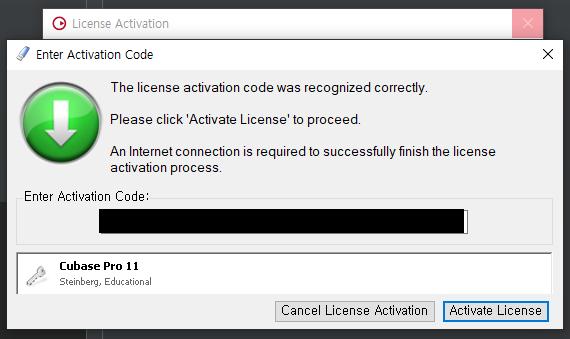 License Activation
Enter Activation Code
The license activation code was recognized correctly.
Please click 'Activate License' to proceed.
An Internet connection is required to successfully finish the license
activation process.
Enter Activation Code:
Cubase Pro 11
Steinberg, Educational
Cancel License Activation
Activate License